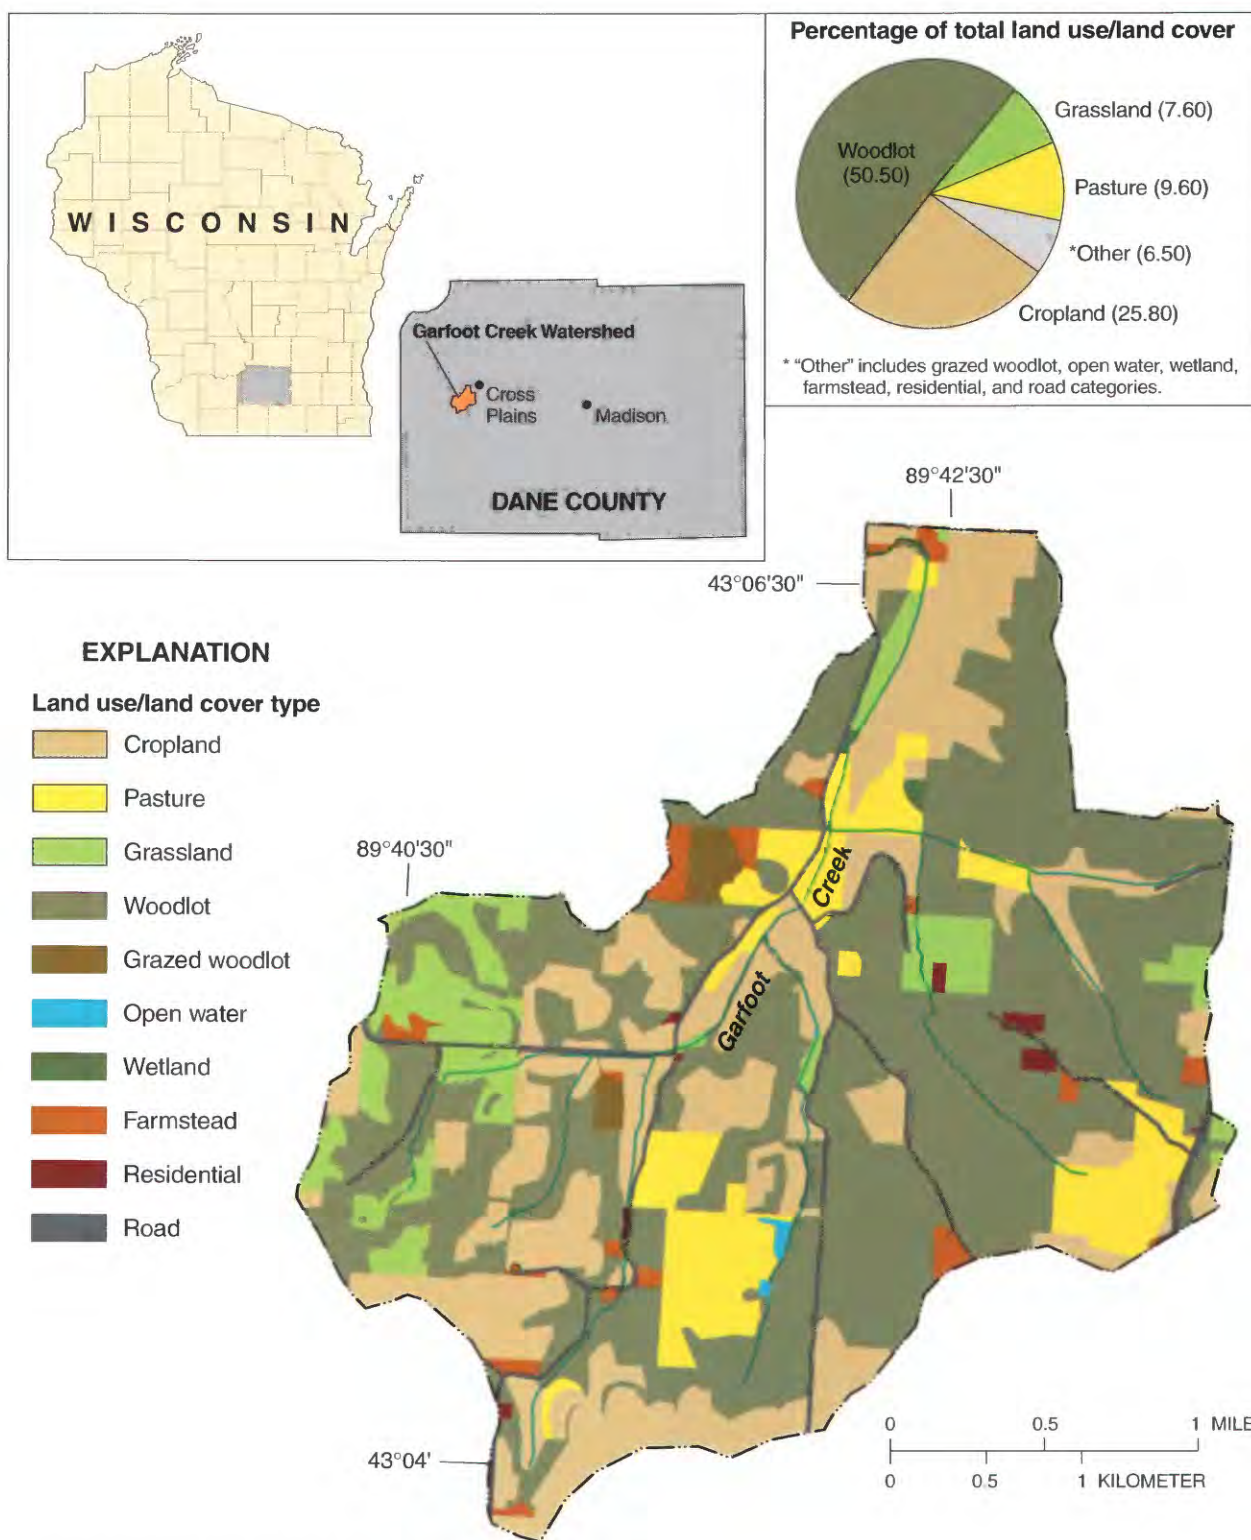 WISCONSIN
Garfoot Creek Watershed
Cross
Plains
Madison
DANE COUNTY
Percentage of total land use/land cover
Woodlot
(50.50)
Grassland (7.60)
Pasture (9.60)
*Other (6.50)
Cropland (25.80)
* “Other” includes grazed woodlot, open water, wetland,
farmstead, residential, and road categories.
89°42'30"
43°06'30"
89°40'30"
43°04'
EXPLANATION
Land use/land cover type
Cropland
Pasture
Grassland
Woodlot
Grazed woodlot
Open water
Wetland
Farmstead
Residential
Road
Garfoot Creek
0 0.5 1 MILE
0 0.5 1 KILOMETER